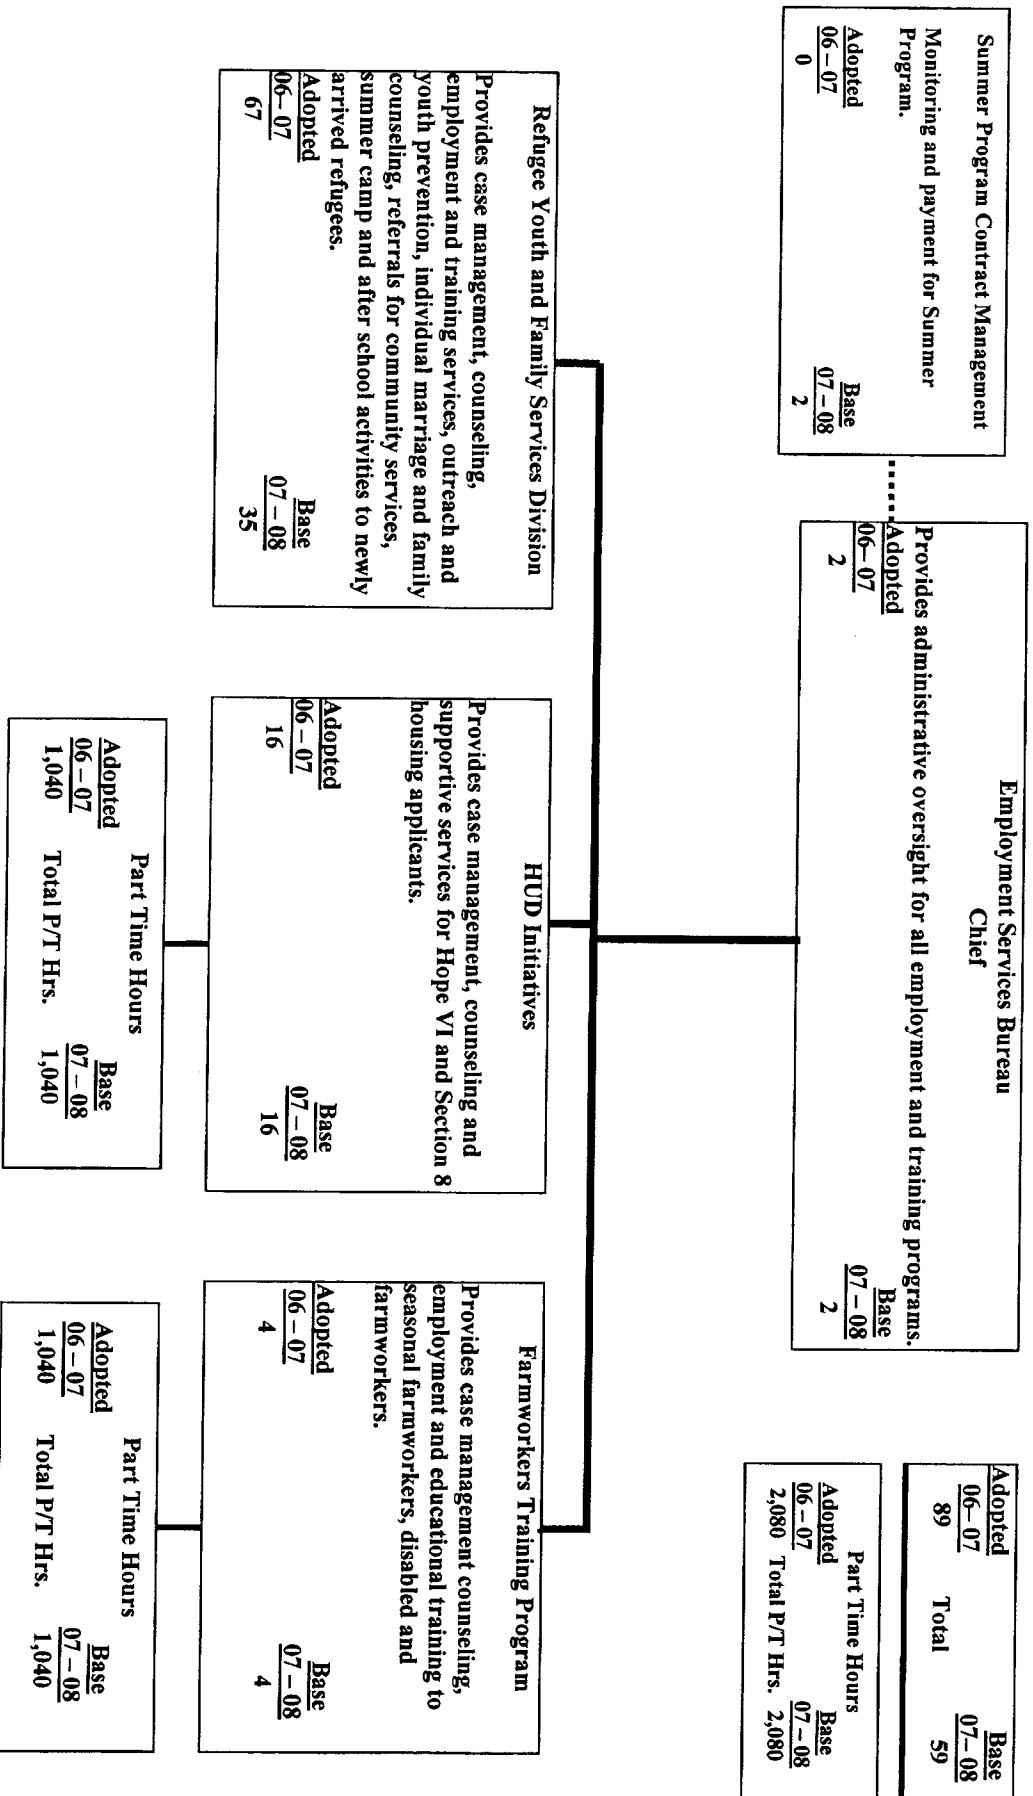 Summer Program Contract Management
Monitoring and payment for Summer
Program.
Adopted Base
06 – 07 07 – 08
0 2
Employment Services Bureau
Chief
Provides administrative oversight for all employment and training programs.
Adopted Base
06– 07 07 – 08
2 2
Adopted Base
06– 07 07– 08
89 Total 59
Part Time Hours
Adopted Base
06 – 07 07 – 08
2,080 Total P/T Hrs. 2,080
Refugee Youth and Family Services Division
Provides case management, counseling,
employment and training services, outreach and
youth prevention, individual marriage and family
counseling, referrals for community services,
summer camp and after school activities to newly
arrived refugees.
Adopted Base
06– 07 07 – 08
67 35
HUD Initiatives
Provides case management, counseling and
supportive services for Hope VI and Section 8
housing applicants.
Adopted Base
06 – 07 07 – 08
16 16
Farmworkers Training Program
Provides case management counseling,
employment and educational training to
seasonal farmworkers, disabled and
farmworkers.
Adopted Base
06 – 07 07 – 08
4 4
Part Time Hours
Adopted Base
06 – 07 07 – 08
1,040 Total P/T Hrs. 1,040
Part Time Hours
Adopted Base
06 – 07 07 – 08
1,040 Total P/T Hrs. 1,040